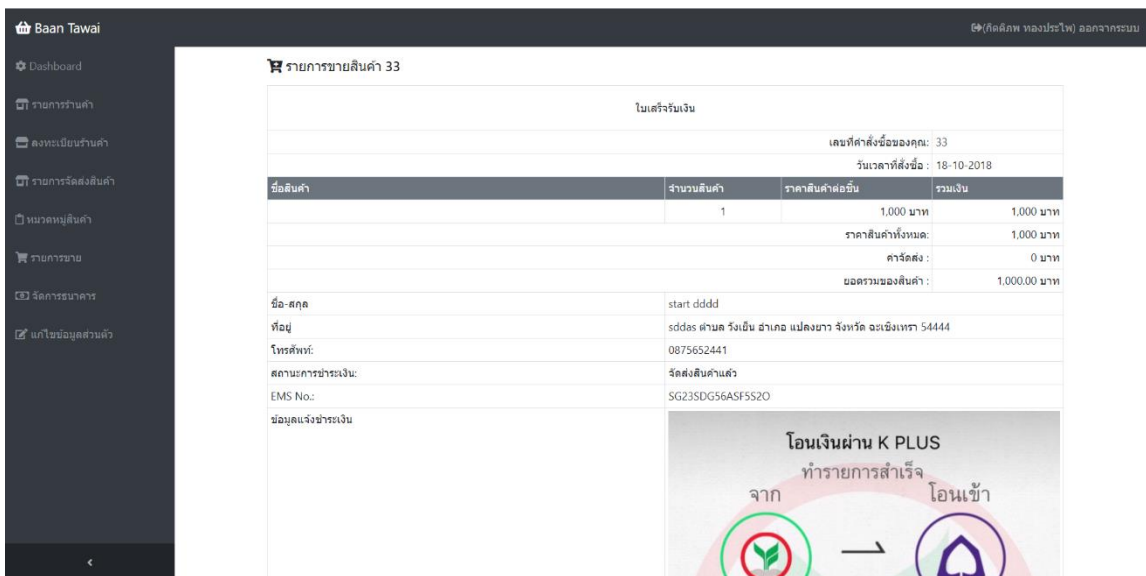 Baan Tawai
(กิตติภพ ทองประไพ) ออกจากระบบ
Dashboard
รายการร้านค้า
ลงทะเบียนร้านค้า
รายการจัดส่งสินค้า
หมวดหมู่สินค้า
รายการขาย
จัดการธนาคาร
แก้ไขข้อมูลส่วนตัว
รายการขายสินค้า 33
ใบเสร็จรับเงิน
เลขที่คำสั่งซื้อของคุณ: 33
วันเวลาที่สั่งซื้อ : 18-10-2018
ชื่อสินค้า จำนวนสินค้า ราคาสินค้าต่อชิ้น รวมเงิน
1 1,000 บาท 1,000 บาท
ราคาสินค้าทั้งหมด: 1,000 บาท
ค่าจัดส่ง : 0 บาท
ยอดรวมของสินค้า : 1,000.00 บาท
ชื่อ-สกุล start dddd
ที่อยู่ sddas ตำบล วังเย็น อำเภอ แปลงยาว จังหวัด ฉะเชิงเทรา 54444
โทรศัพท์: 0875652441
สถานะการชำระเงิน: จัดส่งสินค้าแล้ว
EMS No.: SG23SDG56ASF5S2O
ข้อมูลแจ้งชำระเงิน
โอนเงินผ่าน K PLUS
ทำรายการสำเร็จ
จาก โอนเข้า